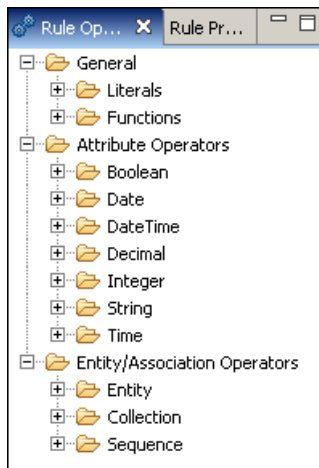 Rule Op... Rule Pr...
General
Literals
Functions
Attribute Operators
Boolean
Date
DateTime
Decimal
Integer
String
Time
Entity/Association Operators
Entity
Collection
Sequence